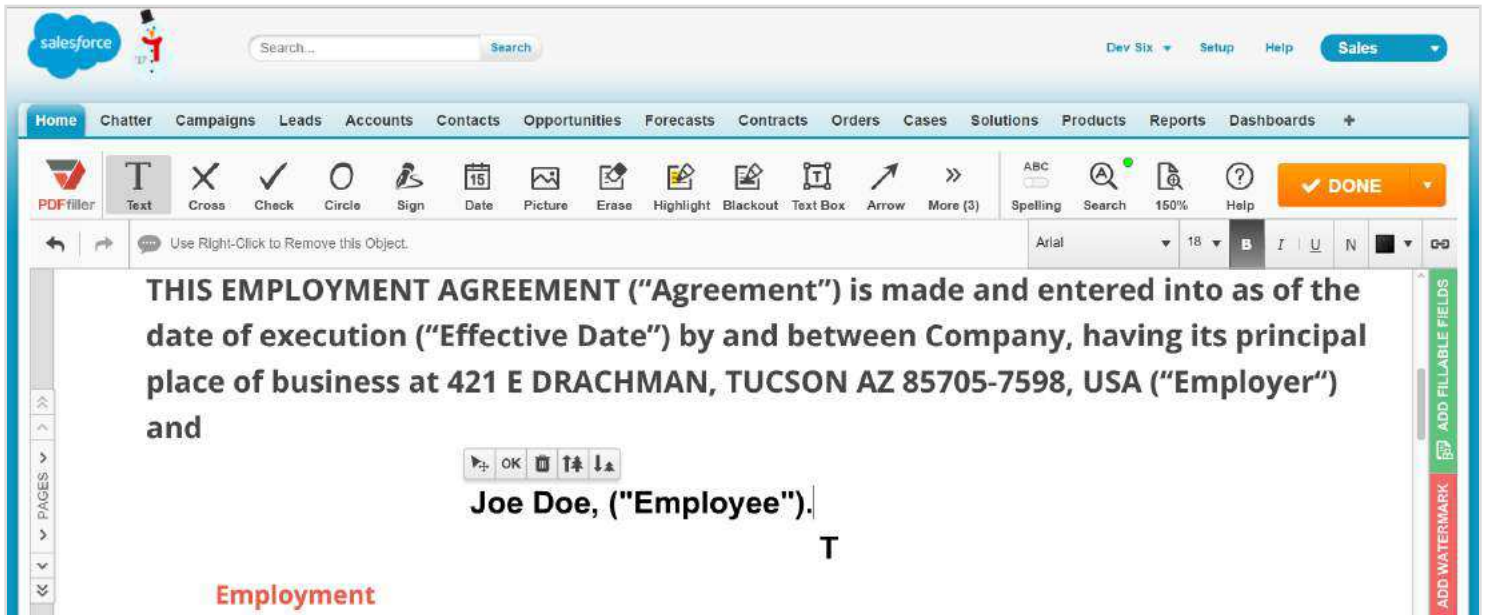 salesforce
'17
Search...
Search
Dev Six
Setup
Help
Sales
Home Chatter Campaigns Leads Accounts Contacts Opportunities Forecasts Contracts Orders Cases Solutions Products Reports Dashboards +
PDFfiller
T
Text
Cross
Check
Circle
Sign
15
Date
Picture
Erase
Highlight
Blackout
T
Text Box
Arrow
More (3)
ABC
Spelling
A
Search
150%
?
Help
DONE
Use Right-Click to Remove this Object.
Arial
18
B
I
U
N
THIS EMPLOYMENT AGREEMENT (“Agreement”) is made and entered into as of the
date of execution (“Effective Date”) by and between Company, having its principal
place of business at 421 E DRACHMAN, TUCSON AZ 85705-7598, USA (“Employer“)
and
OK
Joe Doe, ("Employee").
T
Employment
PAGES
ADD FILLABLE FIELDS
ADD WATERMARK